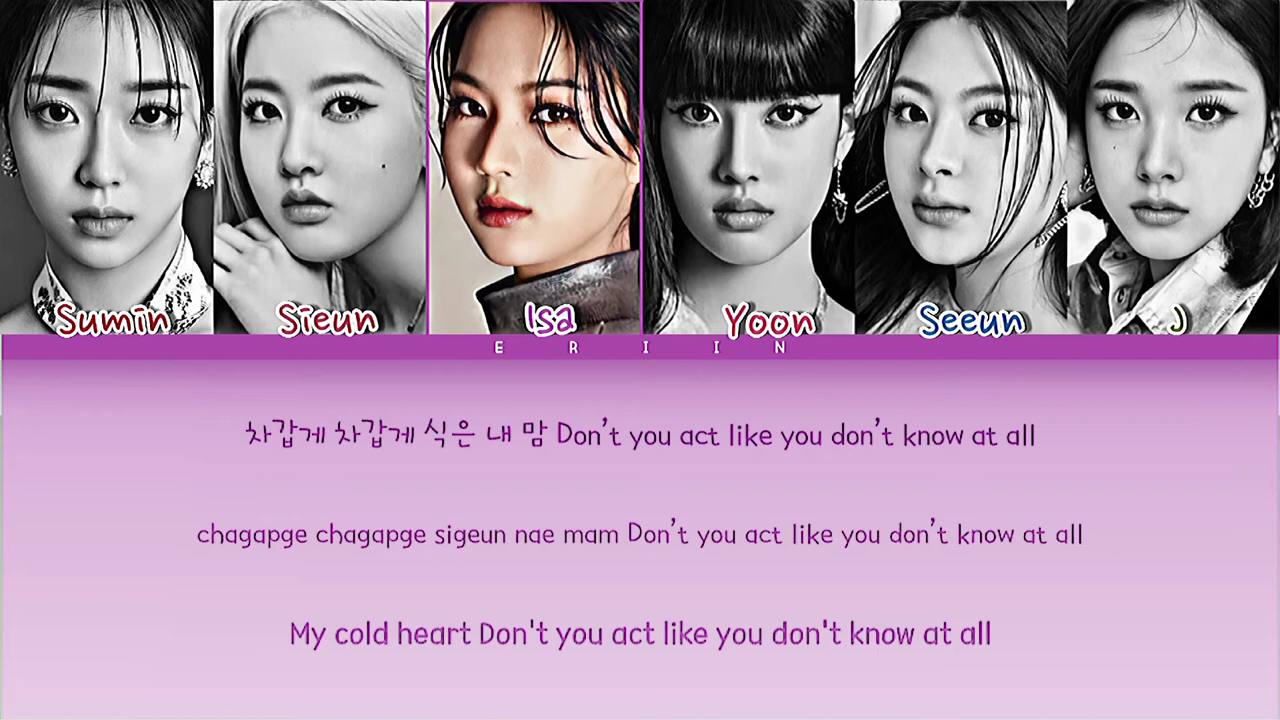 Sumin Sieun Isa Yoon Seeun J
E R I I N
차갑게 차갑게 식은 내 맘 Don’t you act like you don’t know at all
chagapge chagapge sigeun nae mam Don’t you act like you don’t know at all
My cold heart Don't you act like you don't know at all